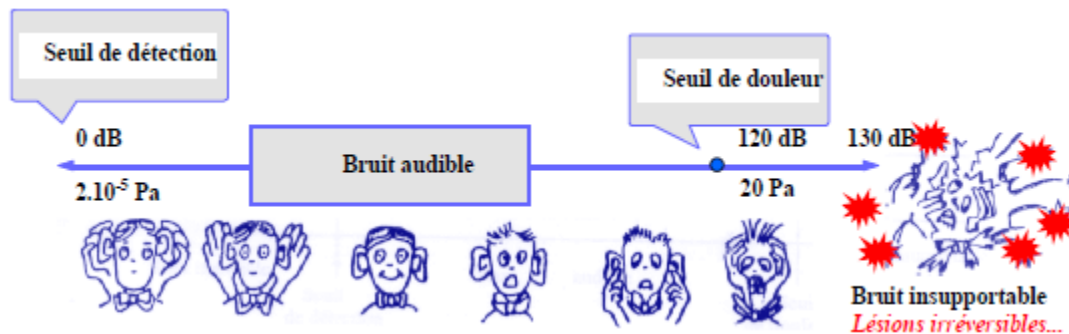 Seuil de détection
Seuil de douleur
0 dB
120 dB
130 dB
Bruit audible
2.10⁻⁵ Pa
20 Pa
Bruit insupportable
Lésions irréversibles...